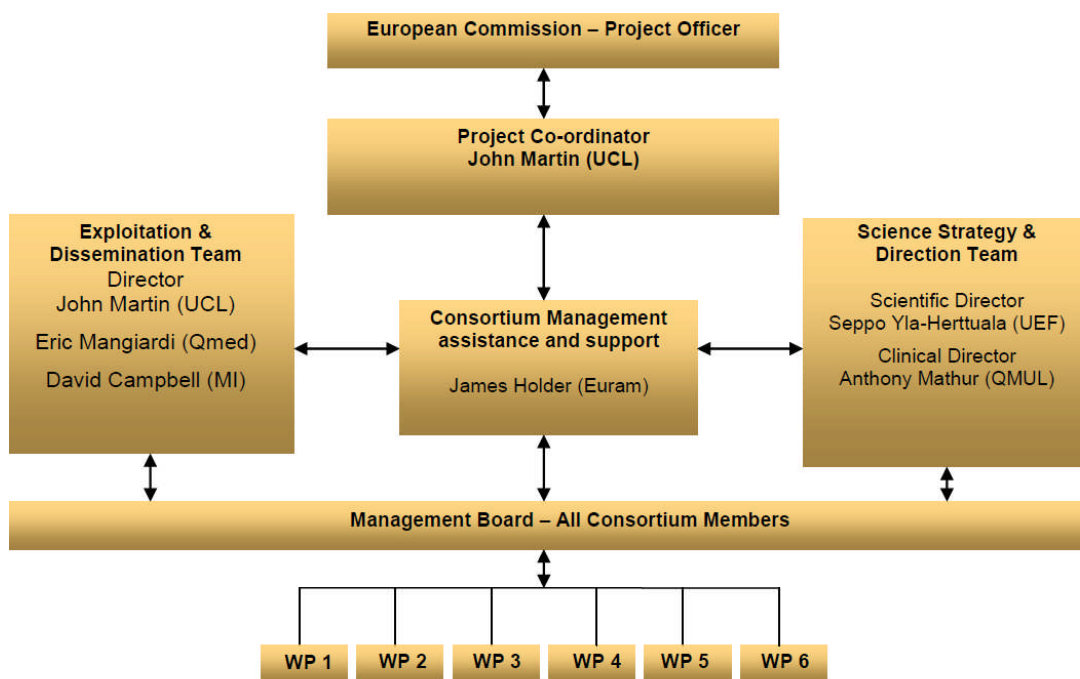 European Commission – Project Officer
Project Co-ordinator
John Martin (UCL)
Exploitation &
Dissemination Team
Director
John Martin (UCL)
Eric Mangiardi (Qmed)
David Campbell (MI)
Consortium Management
assistance and support
James Holder (Euram)
Science Strategy &
Direction Team
Scientific Director
Seppo Yla-Herttuala (UEF)
Clinical Director
Anthony Mathur (QMUL)
Management Board – All Consortium Members
WP 1
WP 2
WP 3
WP 4
WP 5
WP 6